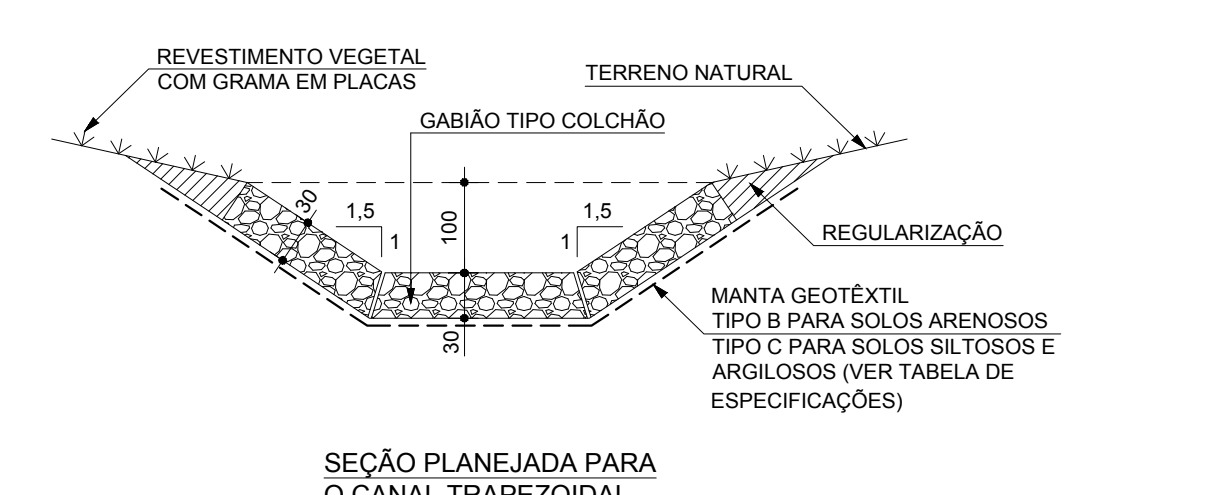 REVESTIMENTO VEGETAL
COM GRAMA EM PLACAS
TERRENO NATURAL
GABIÃO TIPO COLCHÃO
30
1,5
1
100
1,5
1
REGULARIZAÇÃO
30
MANTA GEOTÊXTIL
TIPO B PARA SOLOS ARENOSOS
TIPO C PARA SOLOS SILTOSOS E
ARGILOSOS (VER TABELA DE
ESPECIFICAÇÕES)
SEÇÃO PLANEJADA PARA
O CANAL TRAPEZOIDAL